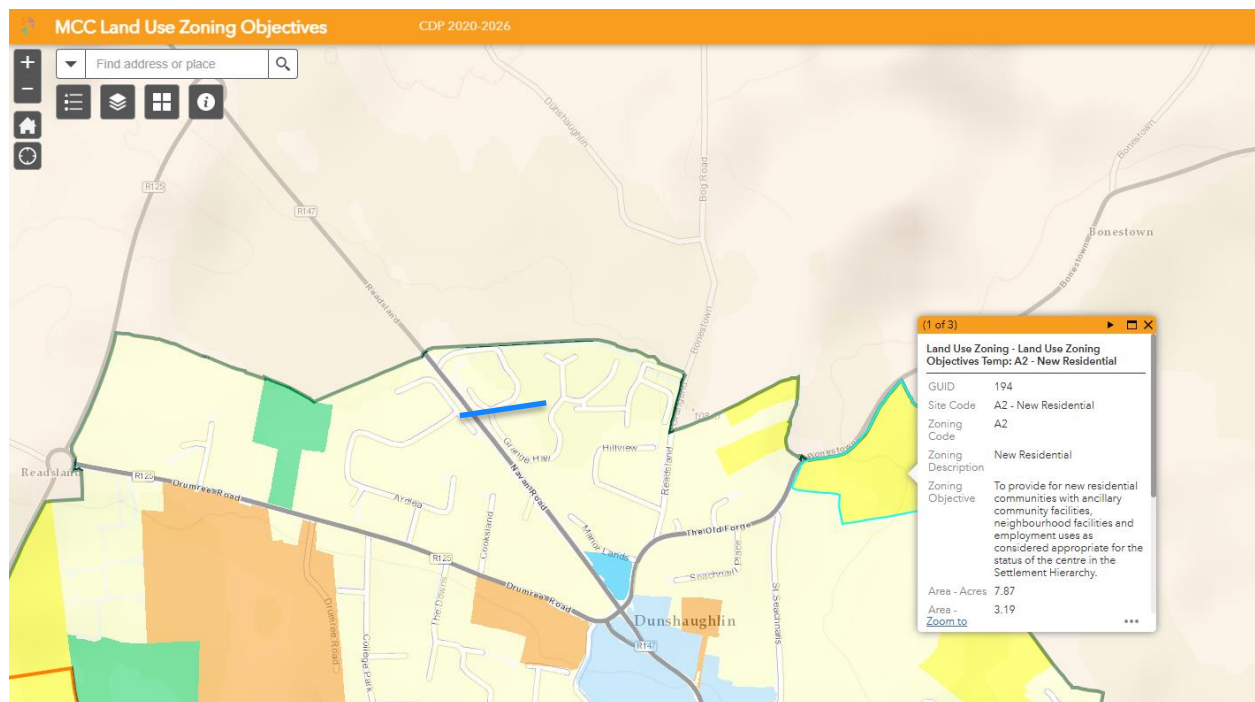 MCC Land Use Zoning Objectives
CDP 2020-2026
+
Find address or place
−
Dunshaughlin
Bonestown
Bog Road
R125
R147
Bonestown
Bonestown
Readsland
Bonestown
(1 of 3)
Land Use Zoning - Land Use Zoning
Objectives Temp: A2 - New Residential
GUID 194
Site Code A2 - New Residential
Zoning
Code
A2
Zoning
Description
New Residential
Zoning
Objective
To provide for new residential
communities with ancillary
community facilities,
neighbourhood facilities and
employment uses as
considered appropriate for the
status of the centre in the
Settlement Hierarchy.
Area - Acres 7.87
Area -
3.19
Zoom to
Readsland
R125
Drumree Road
Grange Hall
Hillview
Readsland
Bonestown
Ardlea
Navan Road
Cooksland
Manor Lands
The Old Forge
R125
Seachnaill Place
Drumree Road
The Downs
Drumree Road
College Park
Dunshaughlin
R147
St Seachnalls